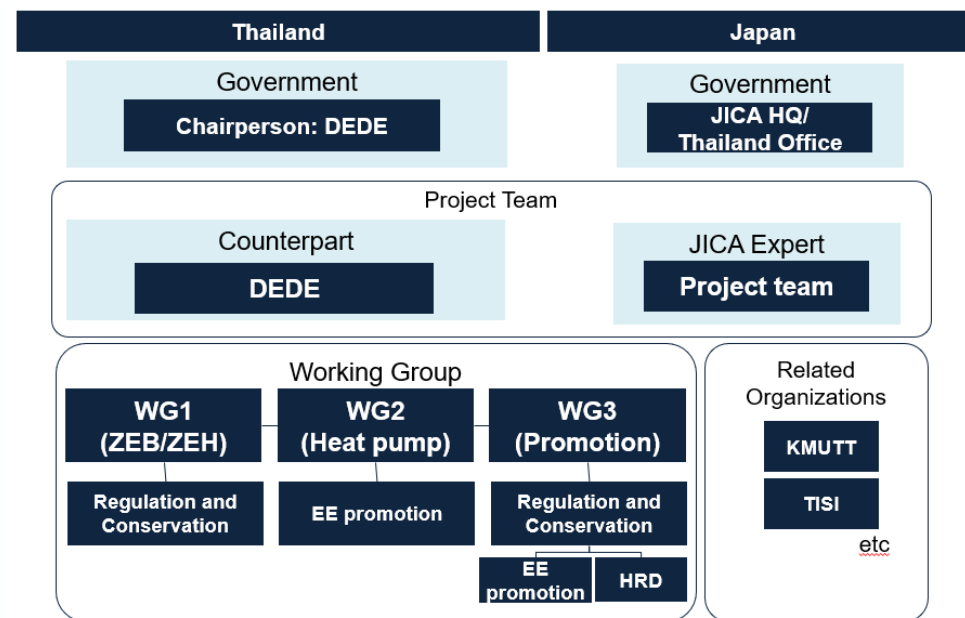 Thailand
Japan
Government
Chairperson: DEDE
Government
JICA HQ/
Thailand Office
Project Team
Counterpart
DEDE
JICA Expert
Project team
Working Group
WG1
(ZEB/ZEH)
WG2
(Heat pump)
WG3
(Promotion)
Regulation and
Conservation
EE promotion
Regulation and
Conservation
EE
promotion
HRD
Related
Organizations
KMUTT
TISI
etc